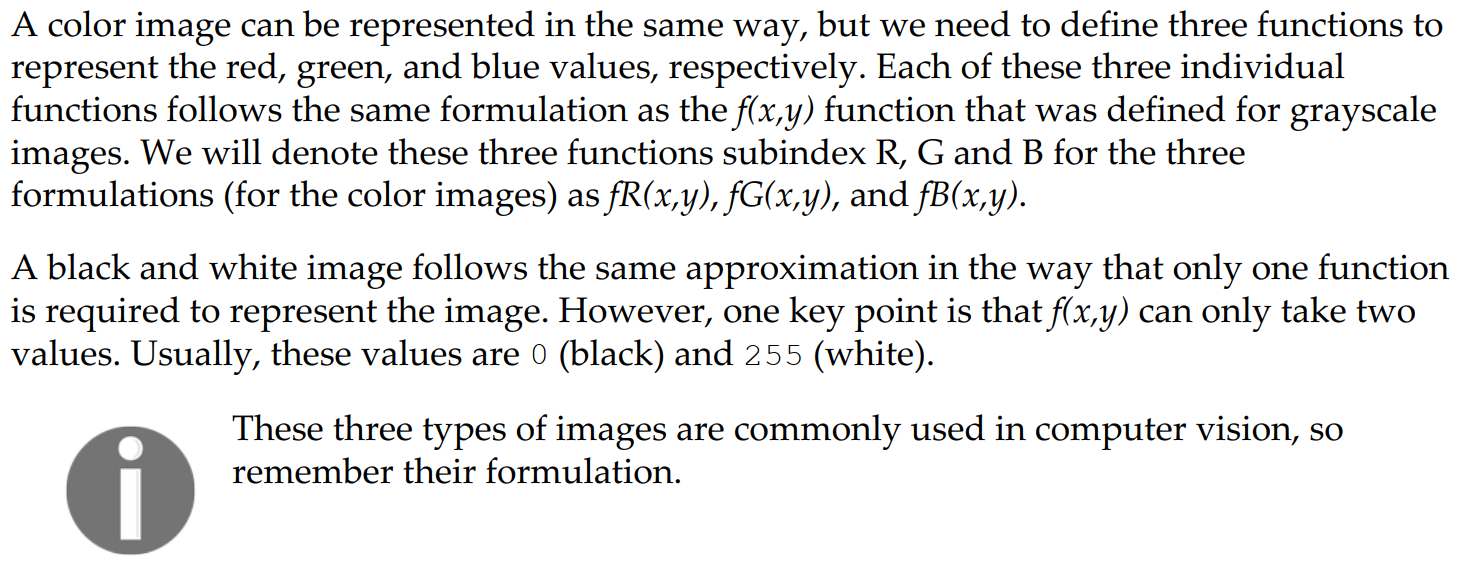 A color image can be represented in the same way, but we need to define three functions to
represent the red, green, and blue values, respectively. Each of these three individual
functions follows the same formulation as the f(x,y) function that was defined for grayscale
images. We will denote these three functions subindex R, G and B for the three
formulations (for the color images) as fR(x,y), fG(x,y), and fB(x,y).
A black and white image follows the same approximation in the way that only one function
is required to represent the image. However, one key point is that f(x,y) can only take two
values. Usually, these values are 0 (black) and 255 (white).
These three types of images are commonly used in computer vision, so
remember their formulation.